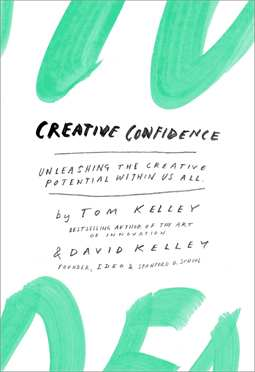 CREATIVE CONFIDENCE
UNLEASHING THE CREATIVE
POTENTIAL WITHIN US ALL.
by TOM KELLEY
BESTSELLING AUTHOR OF THE ART
OF INNOVATION.
& DAVID KELLEY
FOUNDER, IDEO & STANFORD D. SCHOOL